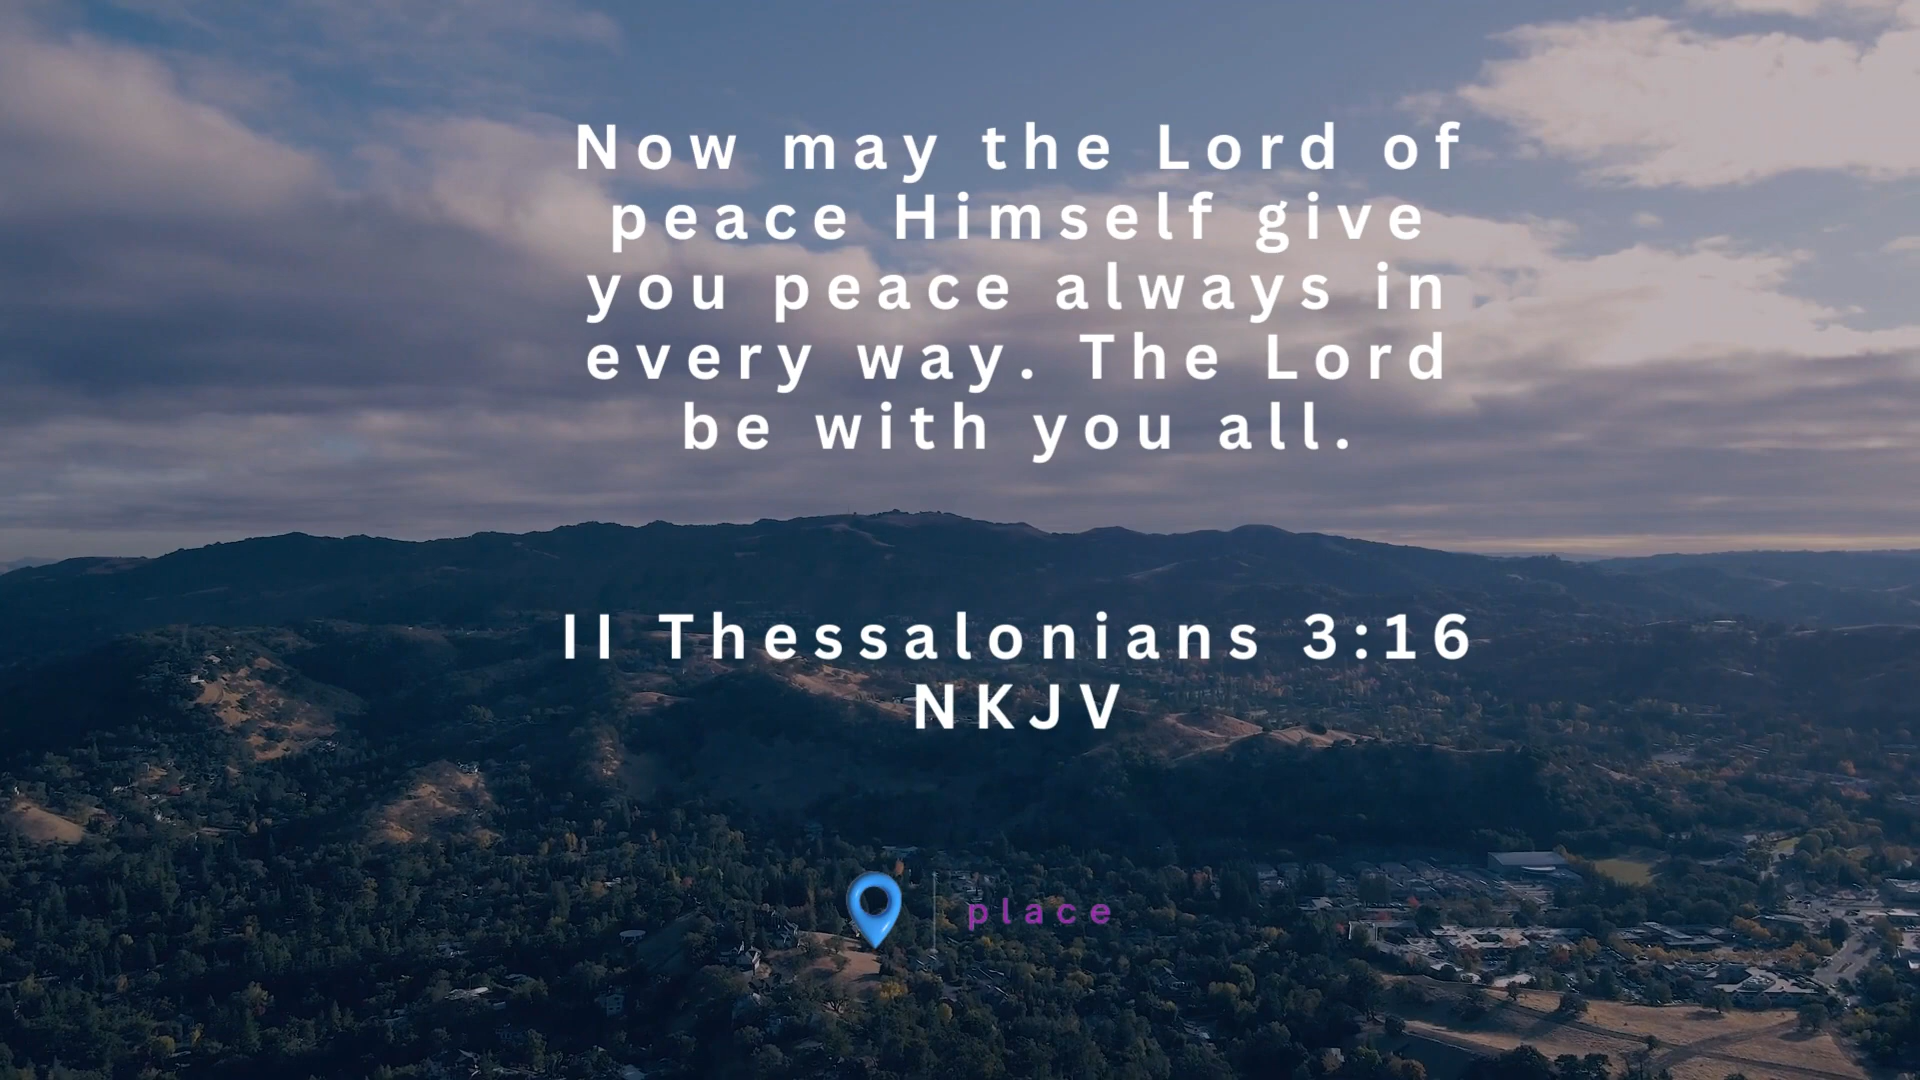 Now may the Lord of
peace Himself give
you peace always in
every way. The Lord
be with you all.
II Thessalonians 3:16
NKJV
place